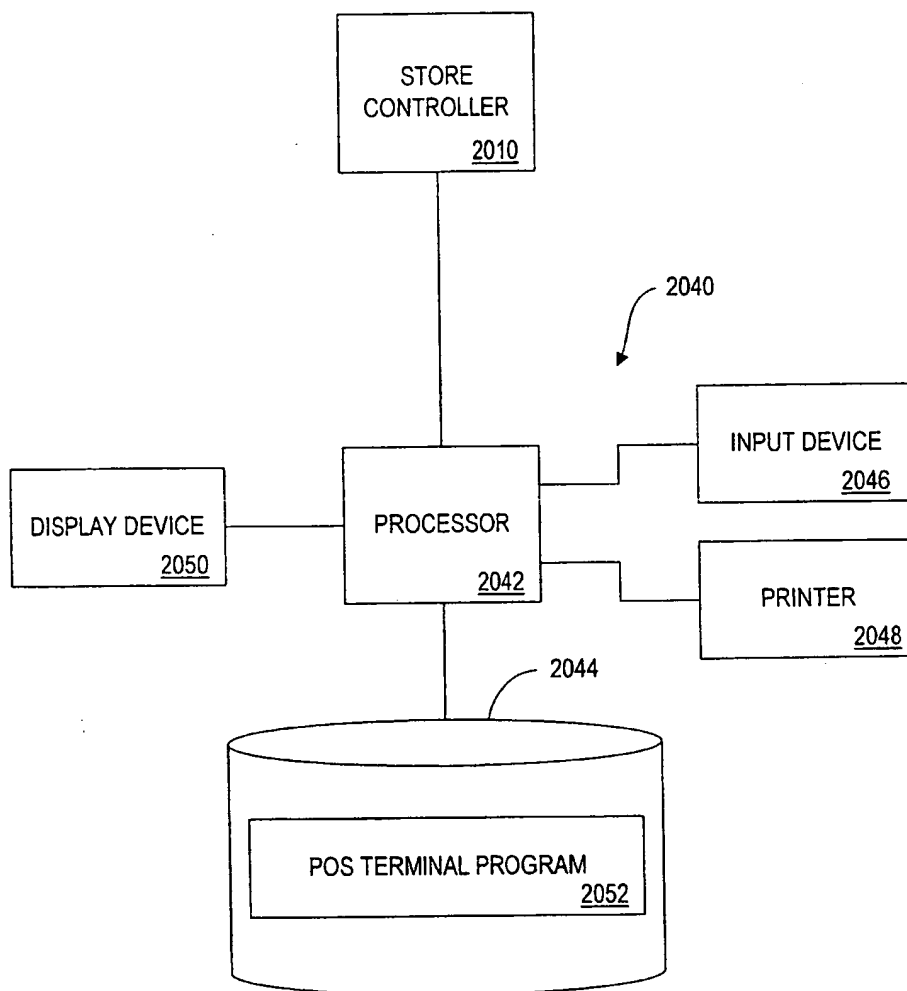 STORE
CONTROLLER
2010
2040
INPUT DEVICE
2046
PROCESSOR
2042
DISPLAY DEVICE
2050
PRINTER
2048
2044
POS TERMINAL PROGRAM
2052